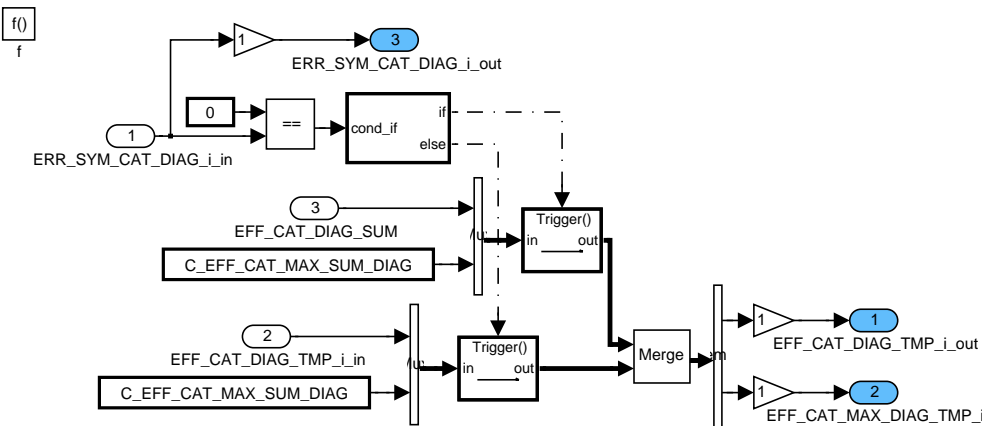 f()
f
1
3
ERR_SYM_CAT_DIAG_i_out
0
==
cond_if
if
else
1
ERR_SYM_CAT_DIAG_i_in
3
EFF_CAT_DIAG_SUM
C_EFF_CAT_MAX_SUM_DIAG
Trigger()
in
out
2
EFF_CAT_DIAG_TMP_i_in
C_EFF_CAT_MAX_SUM_DIAG
Trigger()
in
out
Merge
1
1
EFF_CAT_DIAG_TMP_i_out
1
2
EFF_CAT_MAX_DIAG_TMP_i